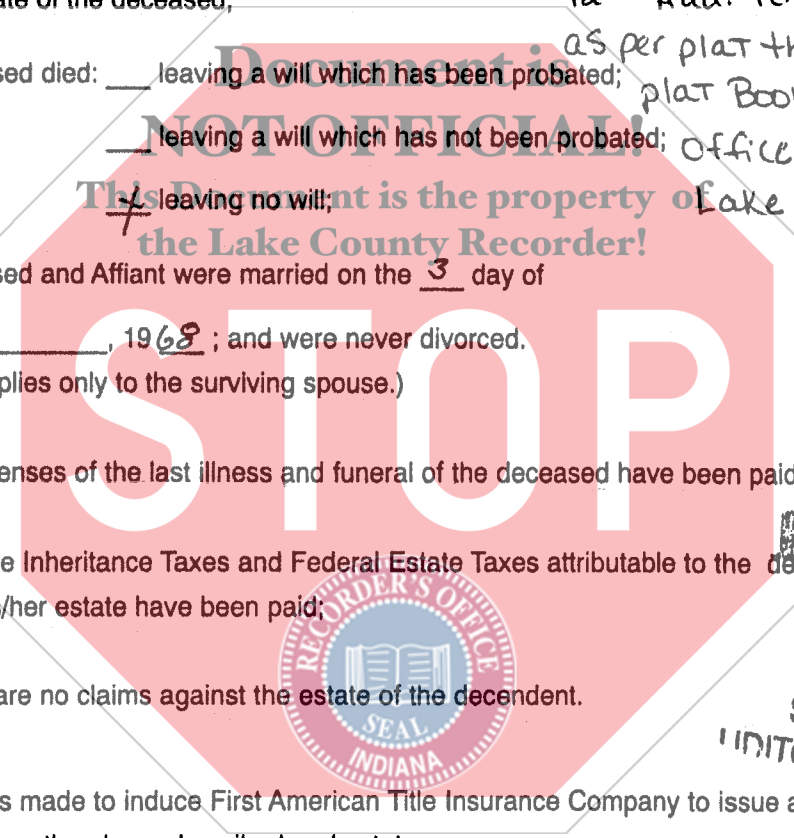 ate of the deceased;
as per plat th
sed died: ___ leaving a will which has been probated;
plat Boo
___ leaving a will which has not been probated;
Office
X leaving no will;
Lake
Document is
NOT OFFICIAL!
This Document is the property of
the Lake County Recorder!
sed and Affiant were married on the 3 day of
________, 1968 ; and were never divorced.
plies only to the surviving spouse.)
STOP
enses of the last illness and funeral of the deceased have been paid
e Inheritance Taxes and Federal Estate Taxes attributable to the de
/her estate have been paid;
RECORDER'S OFFICE
SEAL
INDIANA
are no claims against the estate of the decendent.
s made to induce First American Title Insurance Company to issue a